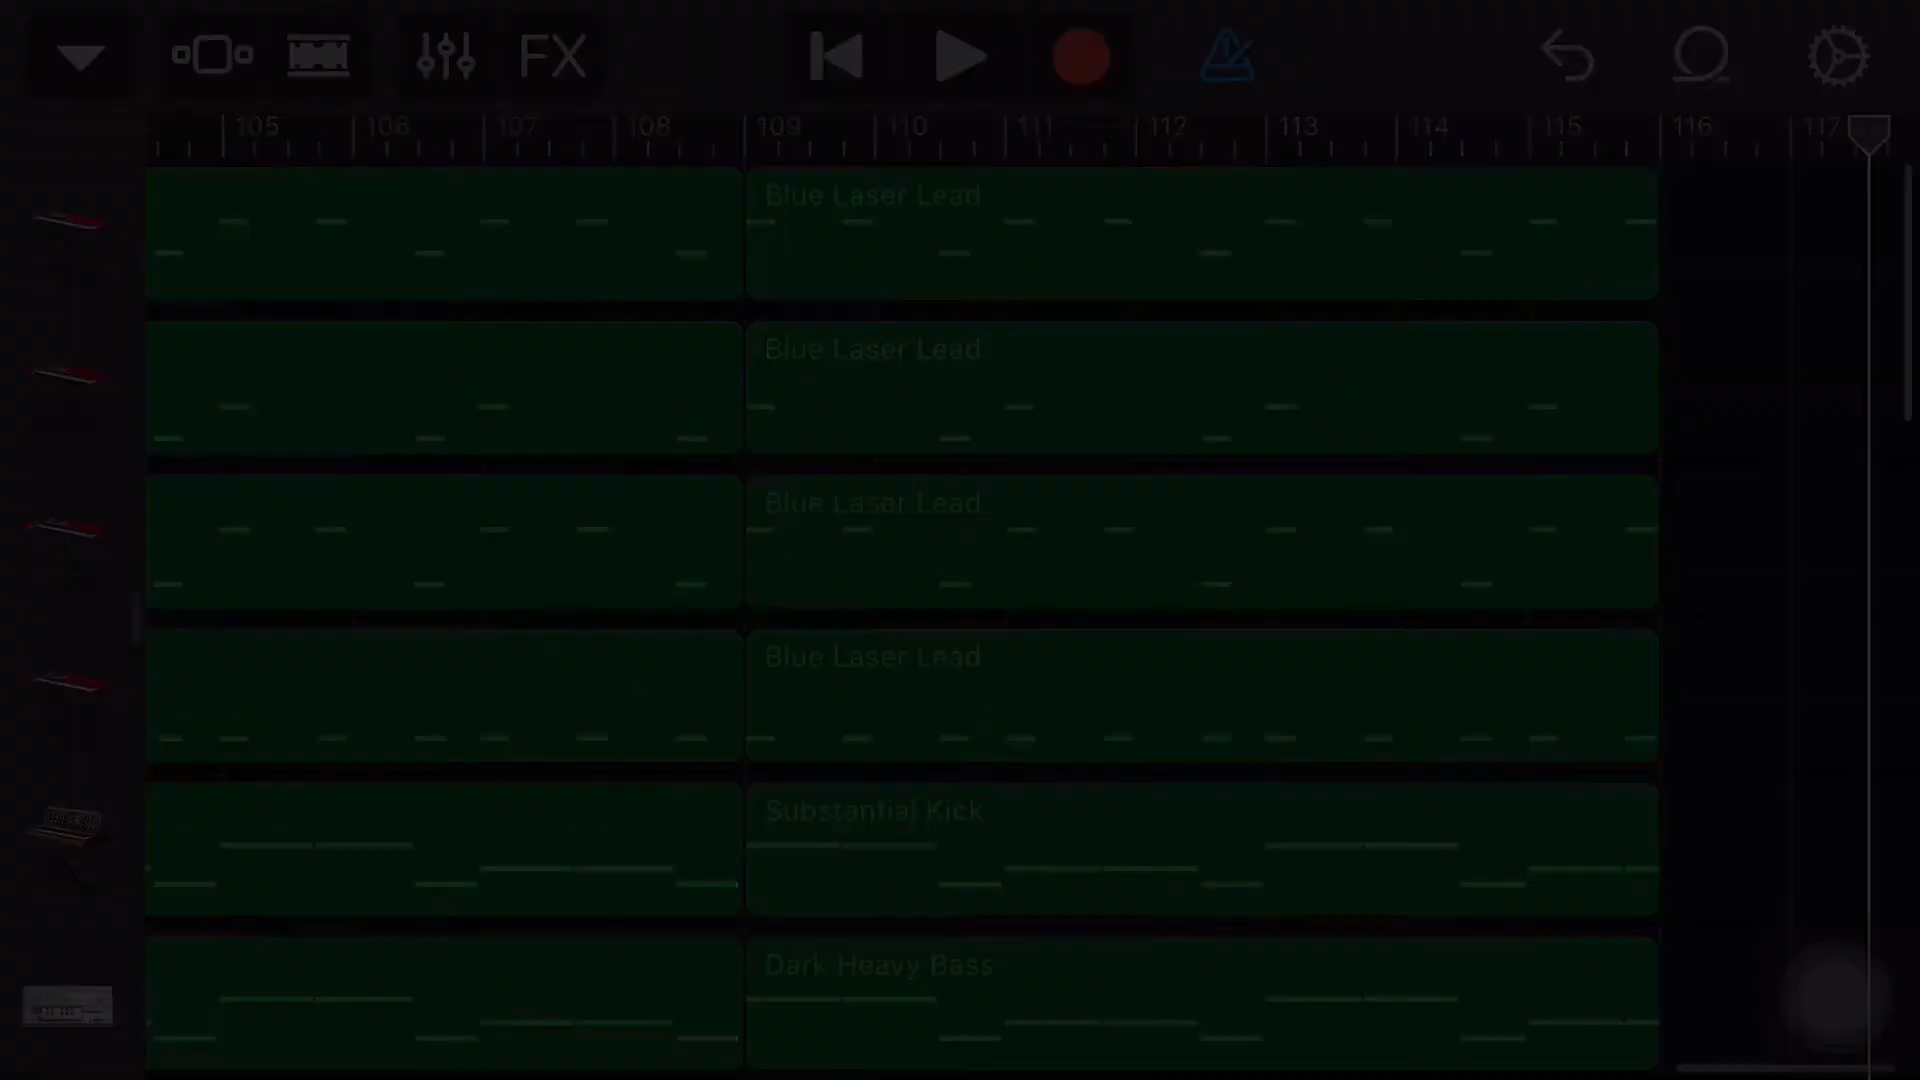 FX
105 106 107 108 109 110 111 112 113 114 115 116 117
Blue Laser Lead
Blue Laser Lead
Blue Laser Lead
Blue Laser Lead
Substantial Kick
Dark Heavy Bass